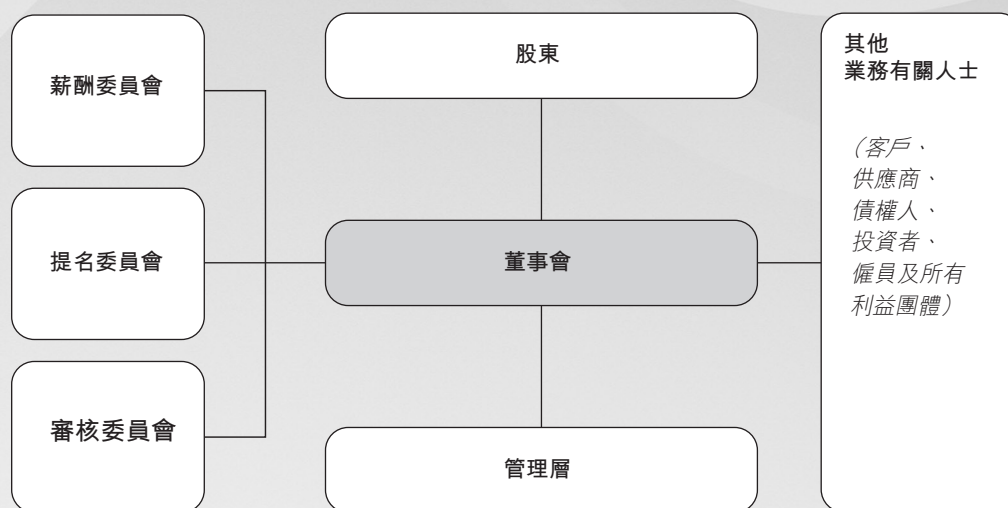 薪酬委員會
提名委員會
審核委員會
股東
董事會
管理層
其他
業務有關人士
（客戶、
供應商、
債權人、
投資者、
僱員及所有
利益團體）